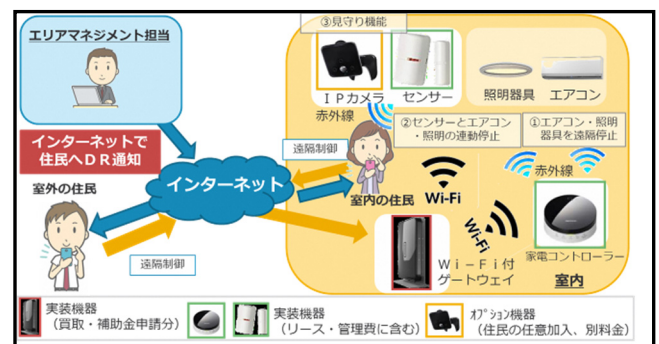 エリアマネジメント担当
③見守り機能
IPカメラ
センサー
照明器具
エアコン
赤外線
②センサーとエアコン
・照明の連動停止
①エアコン・照明
器具を遠隔停止
インターネットで
住民へDR通知
遠隔制御
インターネット
室内の住民
Wi-Fi
赤外線
室外の住民
遠隔制御
Wi-Fi
Wi-Fi付
ゲートウェイ
家電コントローラー
室内
実装機器
(買取・補助金申請分)
実装機器
(リース・管理費に含む)
オプション機器
(住民の任意加入、別料金)